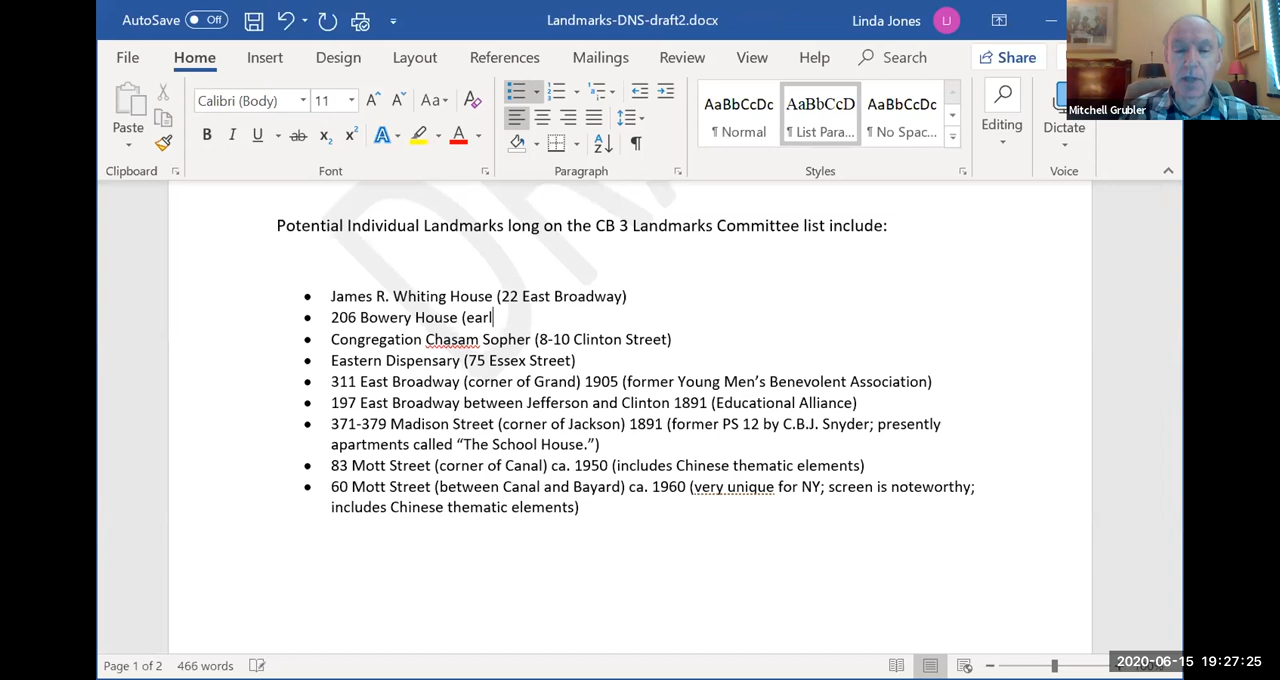 AutoSave Off Landmarks-DNS-draft2.docx Linda Jones LJ
File Home Insert Design Layout References Mailings Review View Help Search Share
Mitchell Grubler
Calibri (Body) 11 Aa A
AaBbCcDc AaBbCcD AaBbCcDc
Paste B I U ab x2 x2 A A ¶ Normal ¶ List Para... ¶ No Spac... Editing Dictate
Clipboard Font Paragraph Styles Voice
Potential Individual Landmarks long on the CB 3 Landmarks Committee list include:
• James R. Whiting House (22 East Broadway)
• 206 Bowery House (earl
• Congregation Chasam Sopher (8-10 Clinton Street)
• Eastern Dispensary (75 Essex Street)
• 311 East Broadway (corner of Grand) 1905 (former Young Men’s Benevolent Association)
• 197 East Broadway between Jefferson and Clinton 1891 (Educational Alliance)
• 371-379 Madison Street (corner of Jackson) 1891 (former PS 12 by C.B.J. Snyder; presently
apartments called “The School House.”)
• 83 Mott Street (corner of Canal) ca. 1950 (includes Chinese thematic elements)
• 60 Mott Street (between Canal and Bayard) ca. 1960 (very unique for NY; screen is noteworthy;
includes Chinese thematic elements)
Page 1 of 2 466 words 2020-06-15 19:27:25